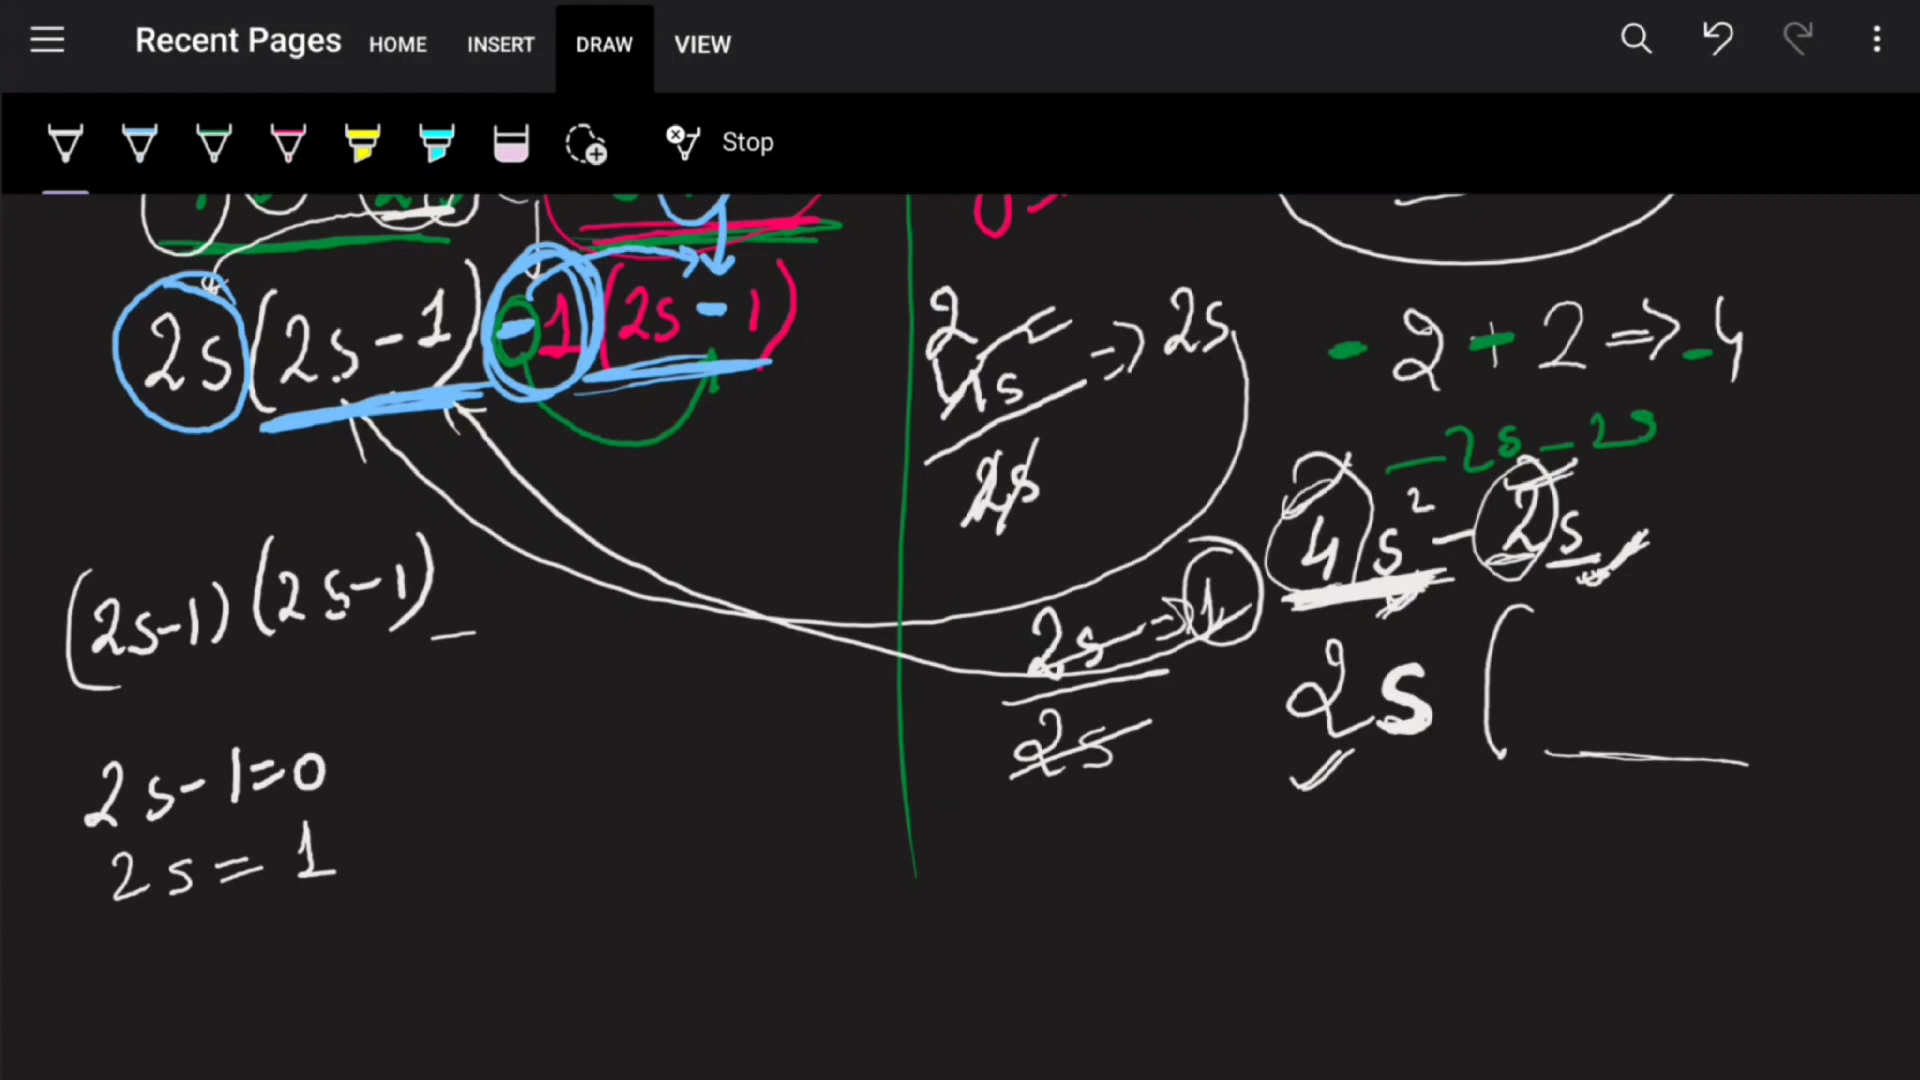 Recent Pages HOME INSERT DRAW VIEW
Stop
2s(2s-1)-1(2s-1)
(2s-1)(2s-1)
2s-1=0
2s=1
2
4s
2s
=> 2s
2s => 1
2s
-2+2=>-4
-2s-2s
4s²-2s
2s(